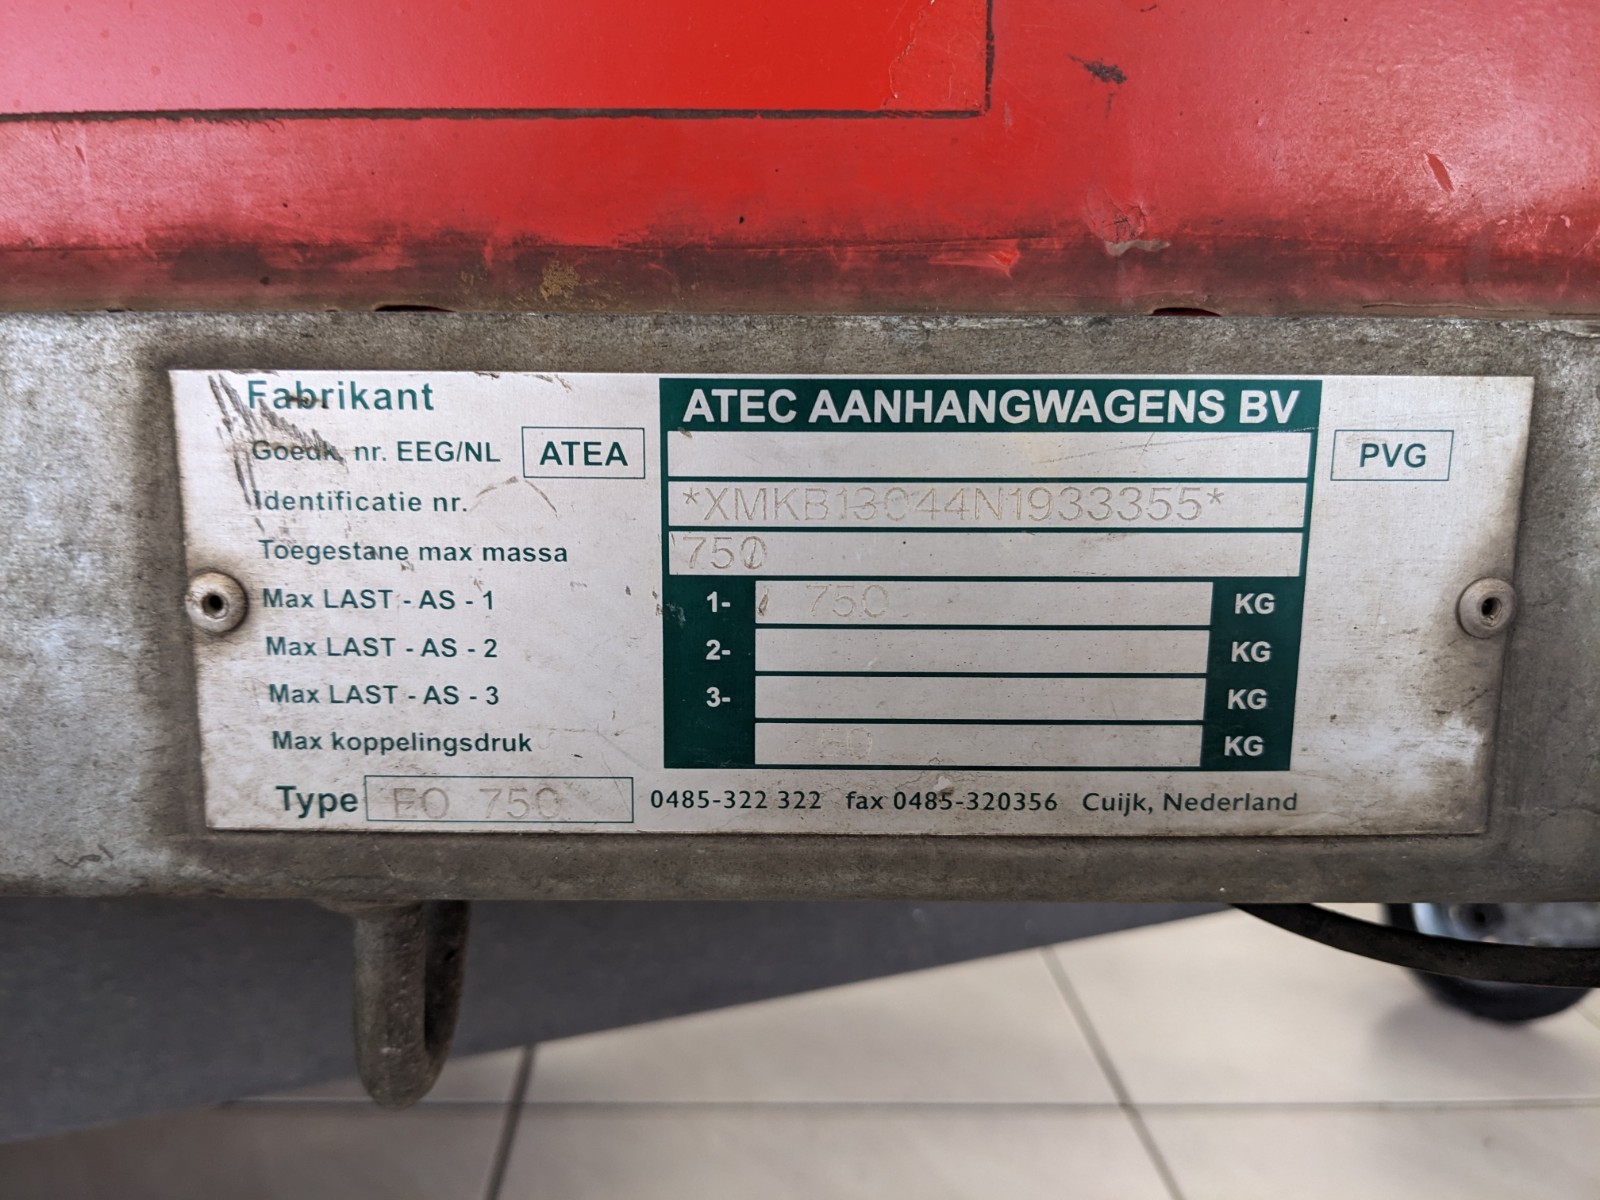 Fabrikant ATEC AANHANGWAGENS BV
Goedk. nr. EEG/NL ATEA PVG
Identificatie nr. *XMKB13C44N1933355*
Toegestane max massa 750
Max LAST - AS - 1 1- 750 KG
Max LAST - AS - 2 2- KG
Max LAST - AS - 3 3- KG
Max koppelingsdruk 50 KG
Type EO 750 0485-322 322 fax 0485-320356 Cuijk, Nederland